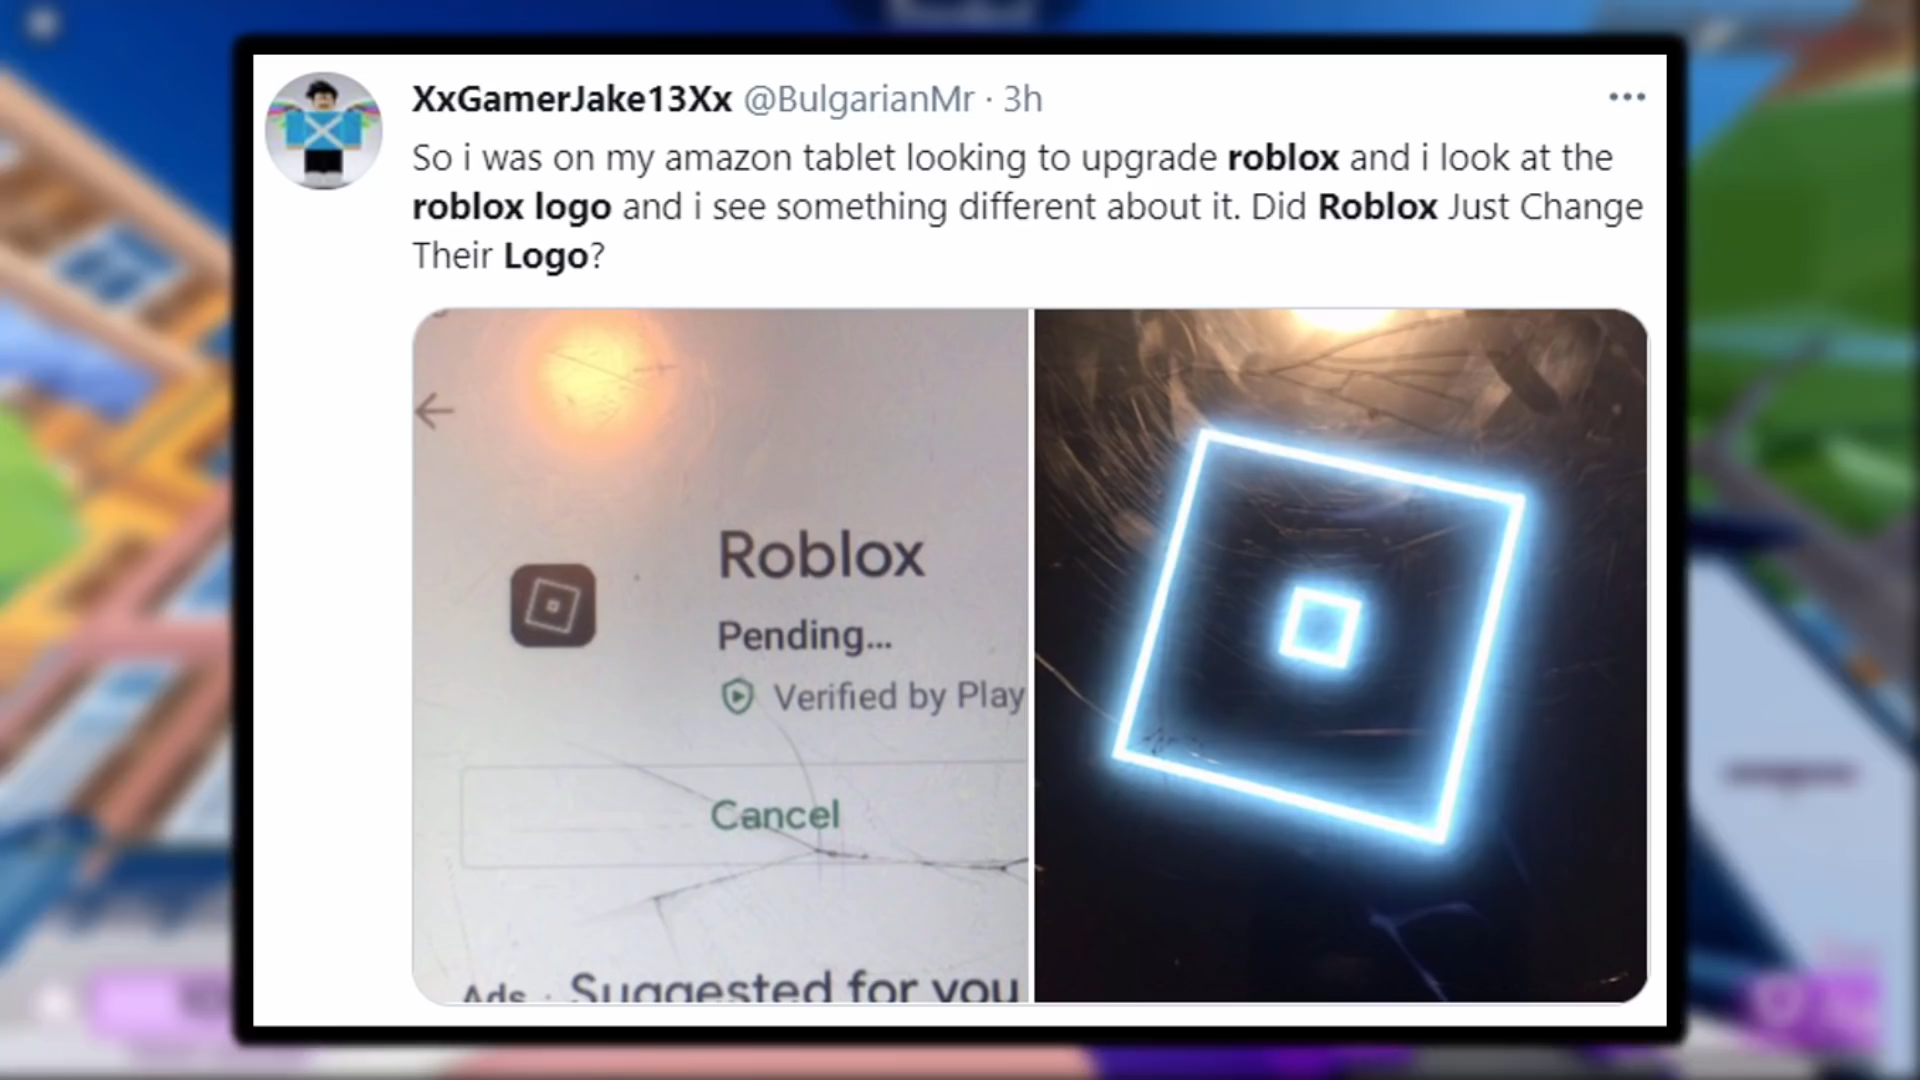 XxGamerJake13Xx @BulgarianMr · 3h
So i was on my amazon tablet looking to upgrade roblox and i look at the
roblox logo and i see something different about it. Did Roblox Just Change
Their Logo?
Roblox
Pending...
Verified by Play
Cancel
Ads · Suggested for you